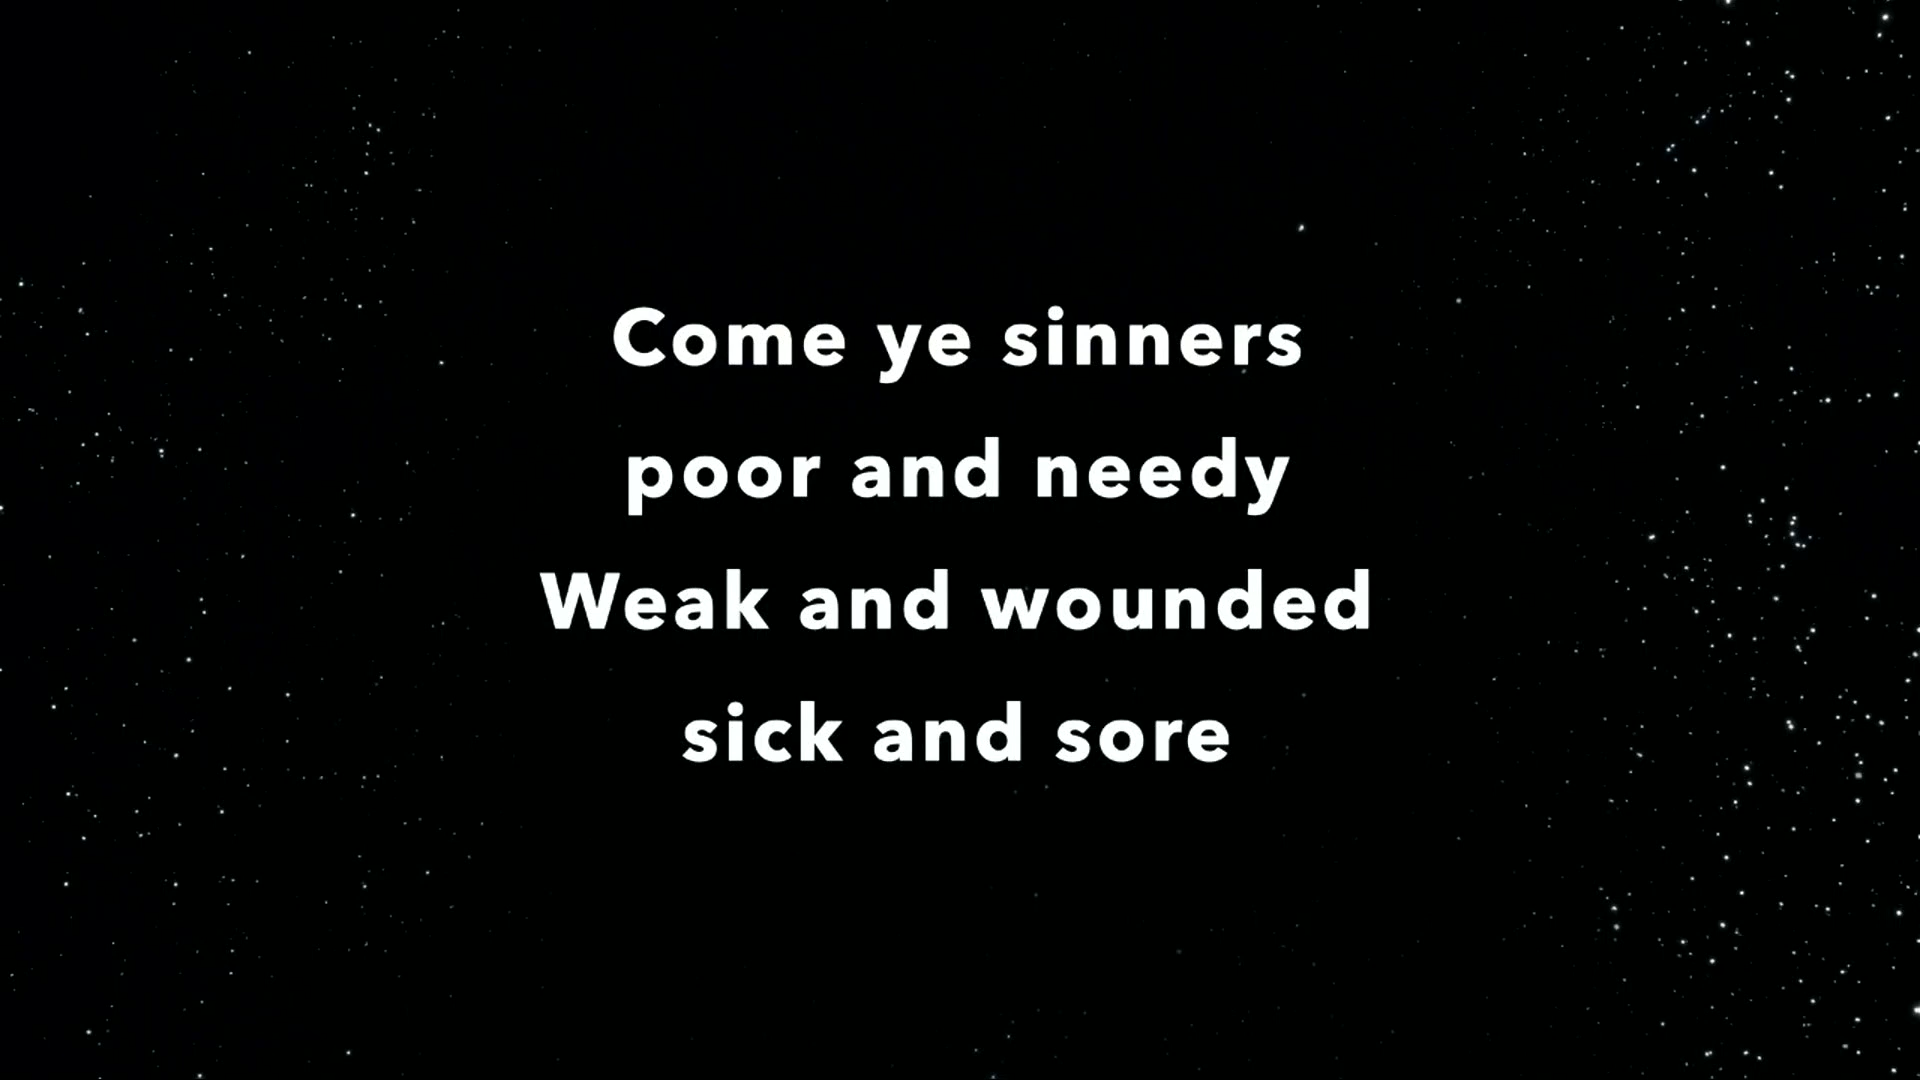 Come ye sinners
poor and needy
Weak and wounded
sick and sore